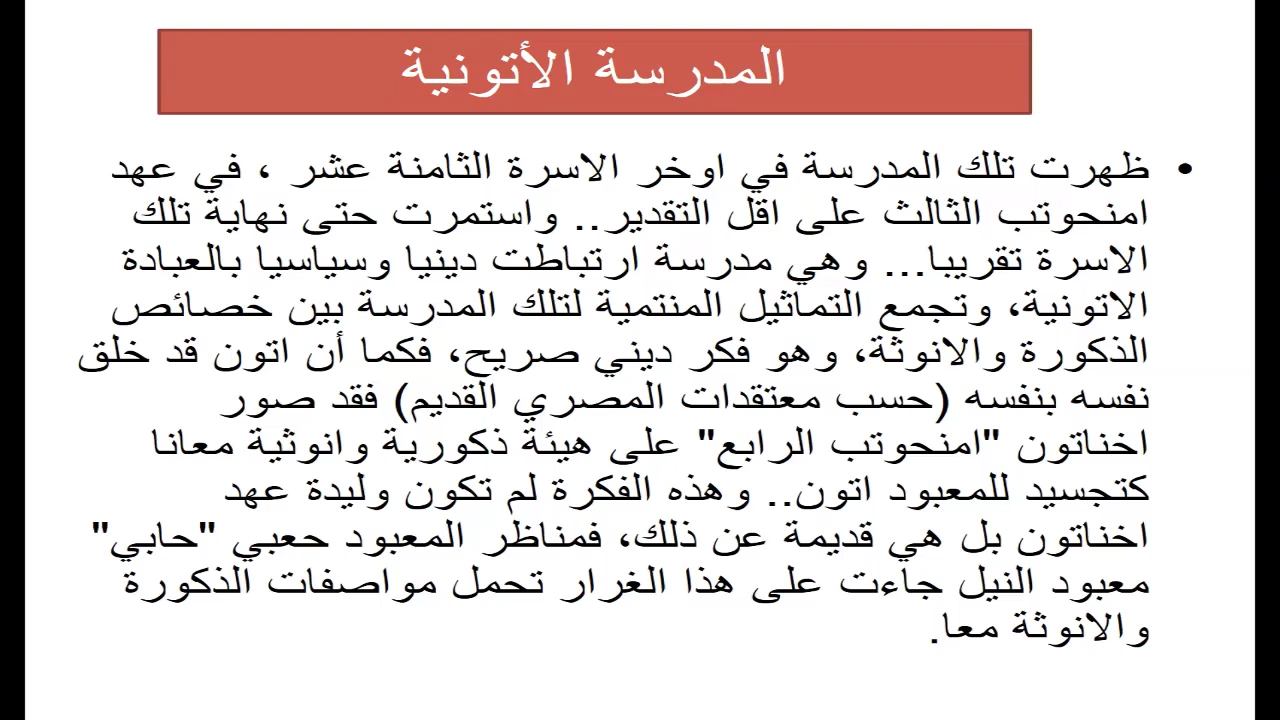 المدرسة الأتونية
• ظهرت تلك المدرسة في اوخر الاسرة الثامنة عشر ، في عهد
امنحوتب الثالث على اقل التقدير.. واستمرت حتى نهاية تلك
الاسرة تقريبا... وهي مدرسة ارتباطت دينيا وسياسيا بالعبادة
الاتونية، وتجمع التماثيل المنتمية لتلك المدرسة بين خصائص
الذكورة والانوثة، وهو فكر ديني صريح، فكما أن اتون قد خلق
نفسه بنفسه (حسب معتقدات المصري القديم) فقد صور
اخناتون "امنحوتب الرابع" على هيئة ذكورية وانوثية معانا
كتجسيد للمعبود اتون.. وهذه الفكرة لم تكون وليدة عهد
اخناتون بل هي قديمة عن ذلك، فمناظر المعبود حعبي "حابي"
معبود النيل جاءت على هذا الغرار تحمل مواصفات الذكورة
والانوثة معا.